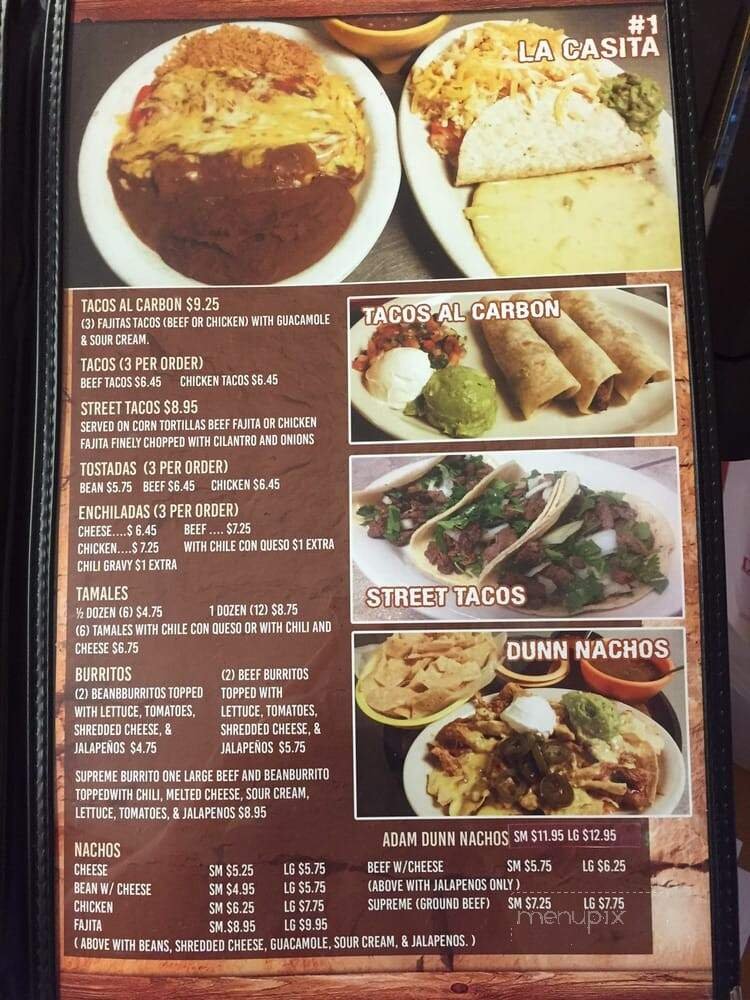 #1
LA CASITA
TACOS AL CARBON $9.25
(3) FAJITAS TACOS (BEEF OR CHICKEN) WITH GUACAMOLE
& SOUR CREAM.
TACOS (3 PER ORDER)
BEEF TACOS $6.45 CHICKEN TACOS $6.45
STREET TACOS $8.95
SERVED ON CORN TORTILLAS BEEF FAJITA OR CHICKEN
FAJITA FINELY CHOPPED WITH CILANTRO AND ONIONS
TOSTADAS (3 PER ORDER)
BEAN $5.75 BEEF $6.45 CHICKEN $6.45
ENCHILADAS (3 PER ORDER)
CHEESE....$ 6.45 BEEF .... $7.25
CHICKEN....$ 7.25 WITH CHILE CON QUESO $1 EXTRA
CHILI GRAVY $1 EXTRA
TAMALES
½ DOZEN (6) $4.75 1 DOZEN (12) $8.75
(6) TAMALES WITH CHILE CON QUESO OR WITH CHILI AND
CHEESE $6.75
BURRITOS
(2) BEANBBURRITOS TOPPED
WITH LETTUCE, TOMATOES,
SHREDDED CHEESE, &
JALAPEÑOS $4.75
(2) BEEF BURRITOS
TOPPED WITH
LETTUCE, TOMATOES,
SHREDDED CHEESE, &
JALAPEÑOS $5.75
SUPREME BURRITO ONE LARGE BEEF AND BEANBURRITO
TOPPEDWITH CHILI, MELTED CHEESE, SOUR CREAM,
LETTUCE, TOMATOES, & JALAPENOS $8.95
TACOS AL CARBON
STREET TACOS
DUNN NACHOS
NACHOS
CHEESE SM $5.25 LG $5.75
BEAN W/ CHEESE SM $4.95 LG $5.75
CHICKEN SM $6.25 LG $7.75
FAJITA SM.$8.95 LG $9.95
ADAM DUNN NACHOS SM $11.95 LG $12.95
BEEF W/CHEESE SM $5.75 LG $6.25
(ABOVE WITH JALAPENOS ONLY )
SUPREME (GROUND BEEF) SM $7.25 LG $7.75
( ABOVE WITH BEANS, SHREDDED CHEESE, GUACAMOLE, SOUR CREAM, & JALAPENOS. )
menupix